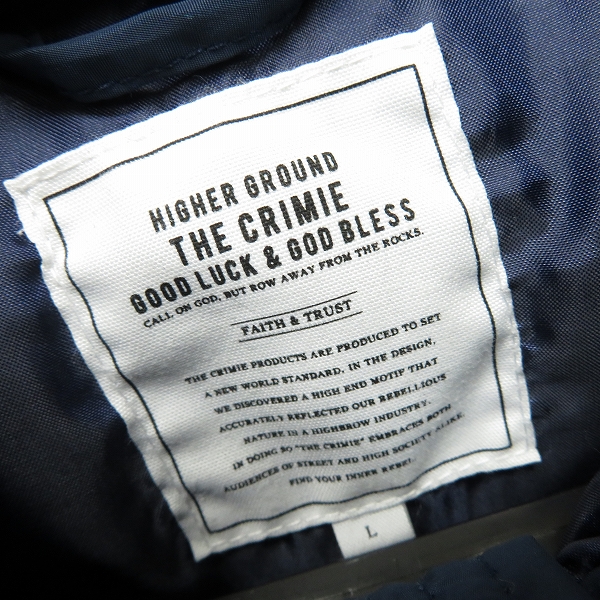 HIGHER GROUND
THE CRIMIE
GOOD LUCK & GOD BLESS
CALL ON GOD, BUT ROW AWAY FROM THE ROCKS.
FAITH & TRUST
THE CRIMIE PRODUCTS ARE PRODUCED TO SET
A NEW WORLD STANDARD, IN THE DESIGN,
WE DISCOVERED A HIGH END MOTIF THAT
ACCURATELY REFLECTED OUR REBELLIOUS
NATURE IN A HIGHBROW INDUSTRY.
IN DOING SO "THE CRIMIE" EMBRACES BOTH
AUDIENCES OF STREET AND HIGH SOCIETY ALIKE.
FIND YOUR INNER REBEL.
L